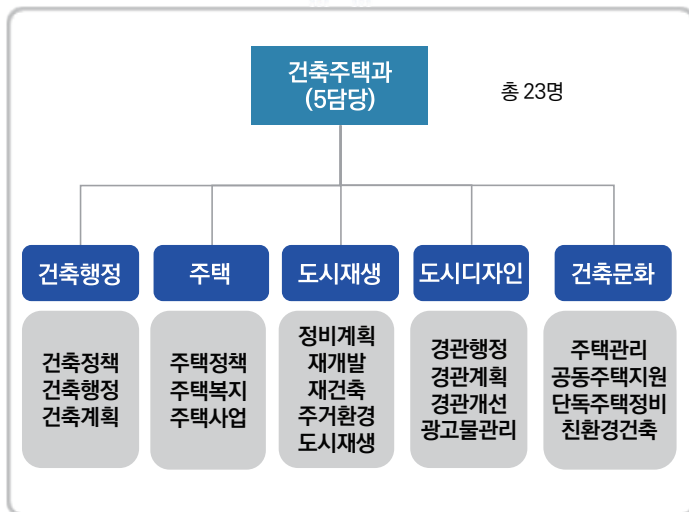 건축주택과
(5담당)
총 23명
건축행정
주택
도시재생
도시디자인
건축문화
건축정책
건축행정
건축계획
주택정책
주택복지
주택사업
정비계획
재개발
재건축
주거환경
도시재생
경관행정
경관계획
경관개선
광고물관리
주택관리
공동주택지원
단독주택정비
친환경건축